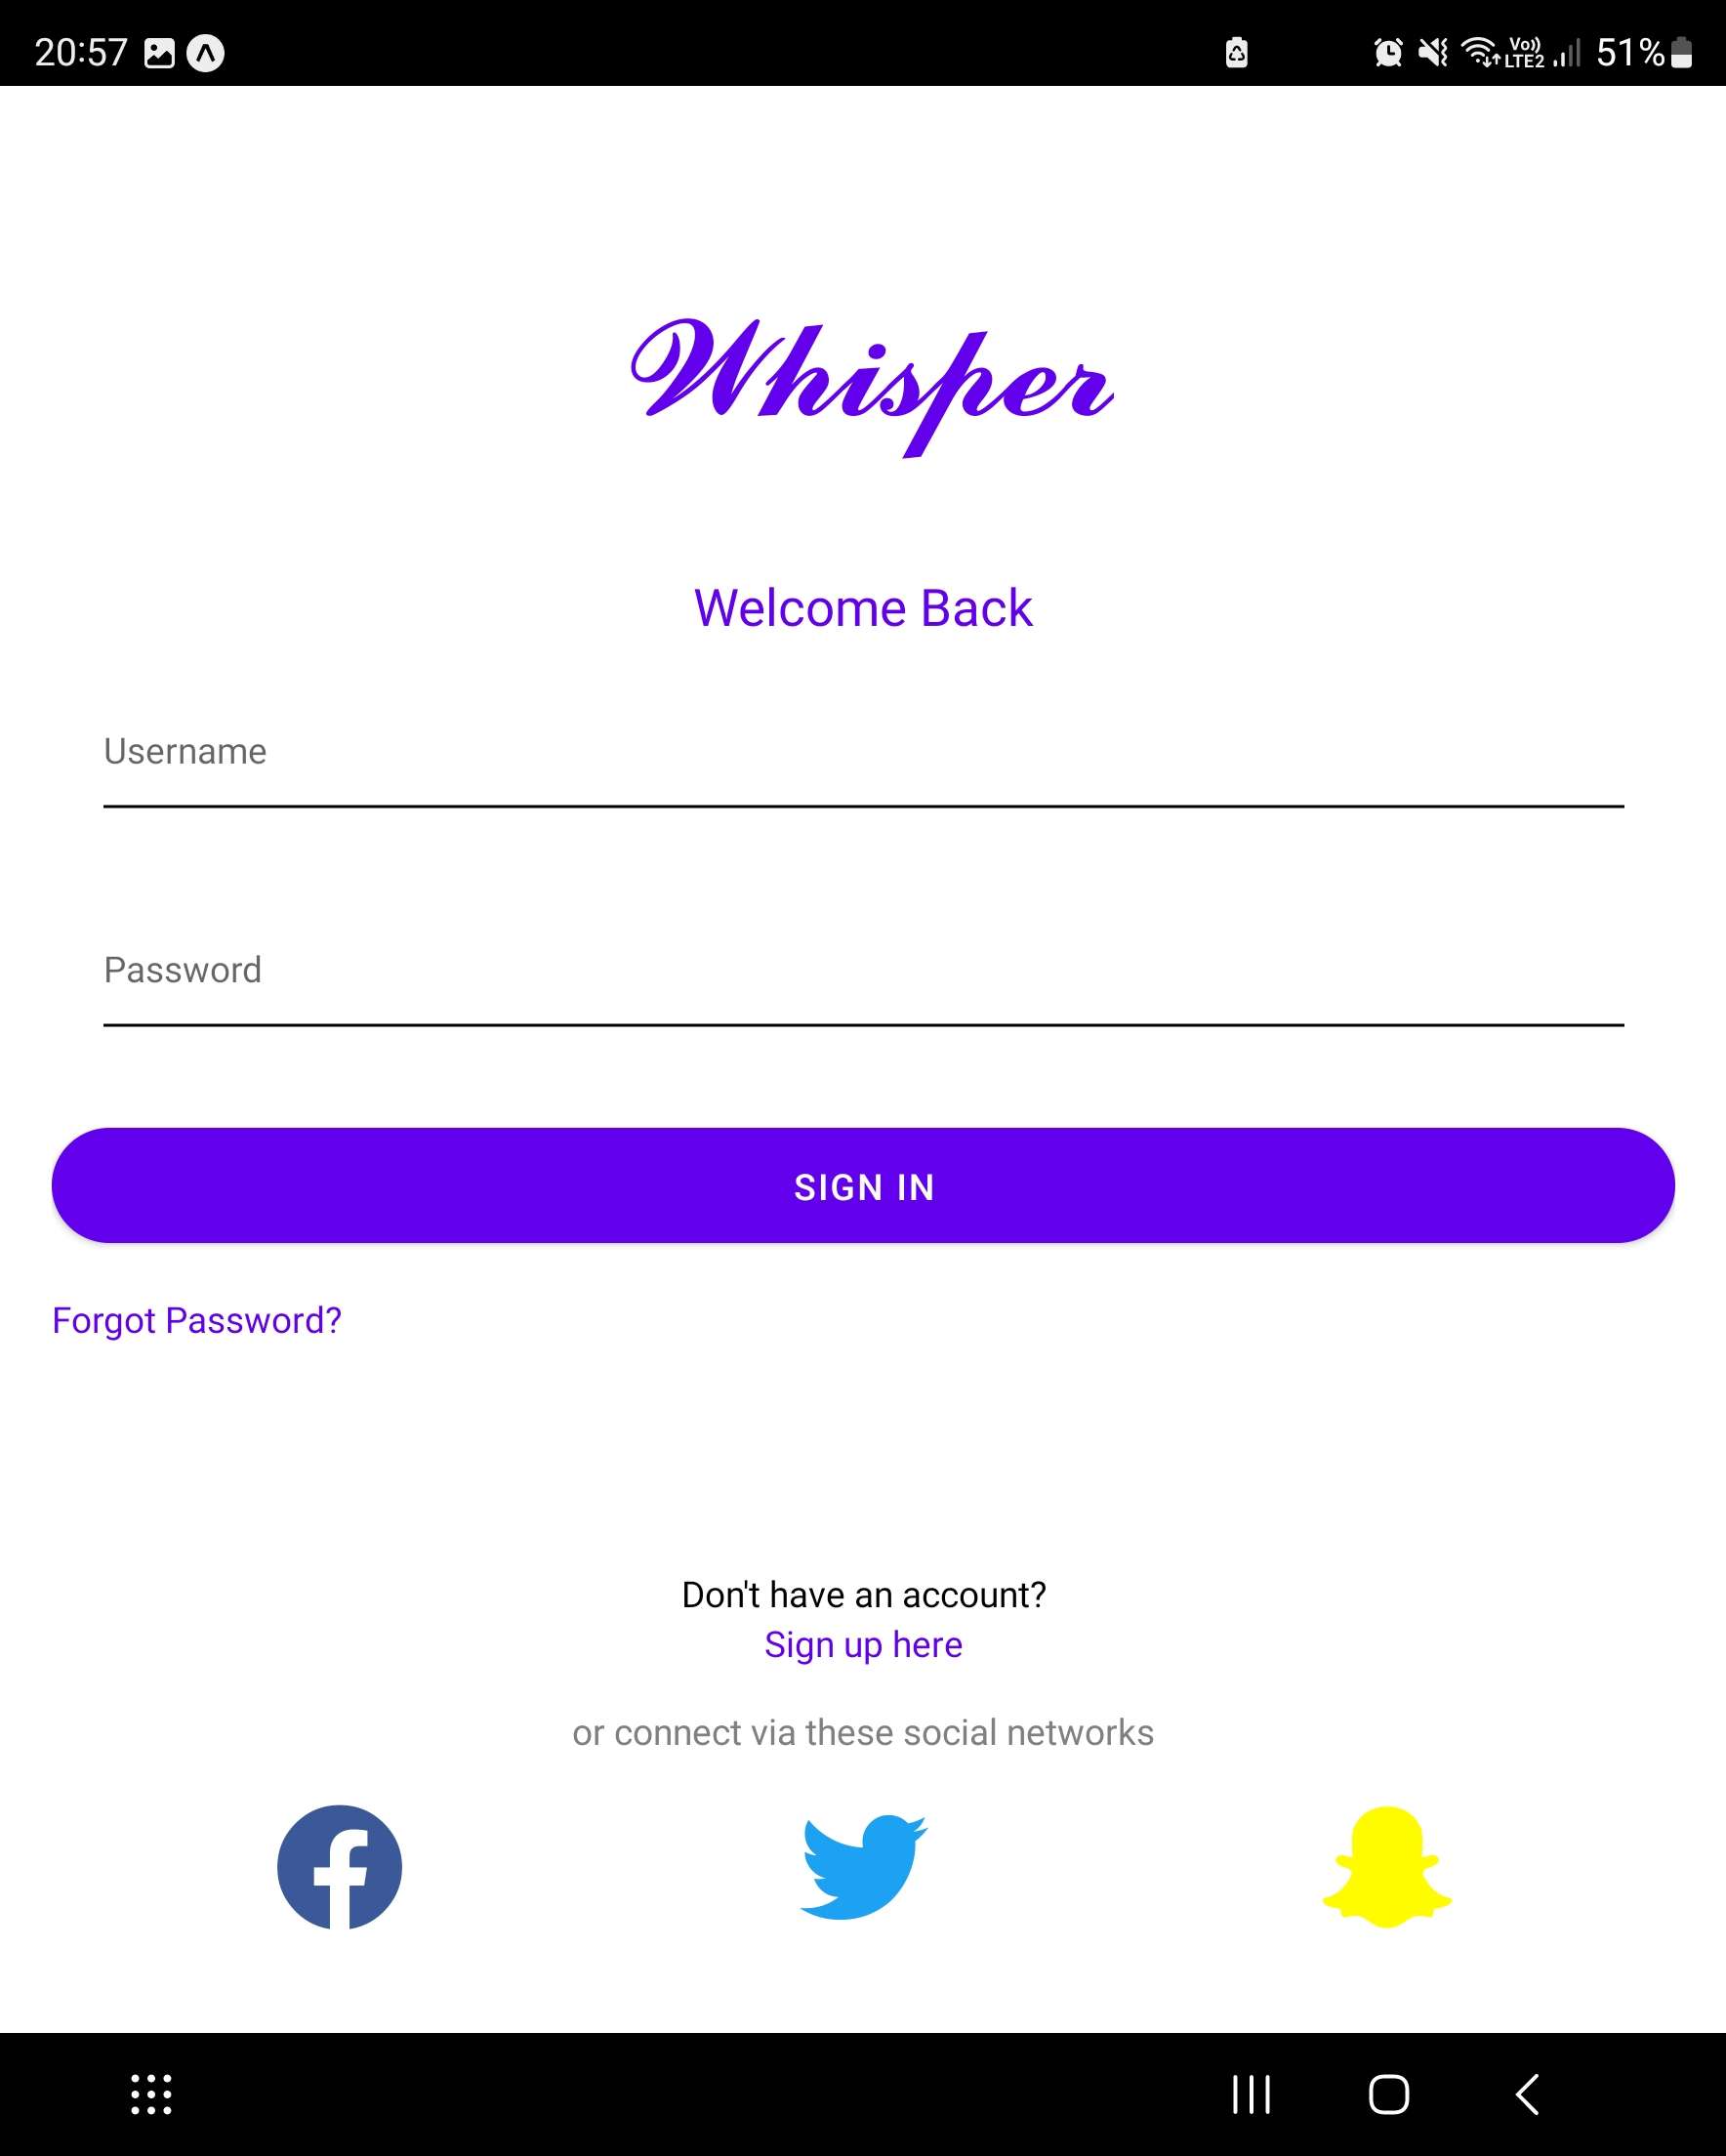 20:57 Vo)) LTE2 51%
Whisper
Welcome Back
Username
Password
SIGN IN
Forgot Password?
Don't have an account?
Sign up here
or connect via these social networks